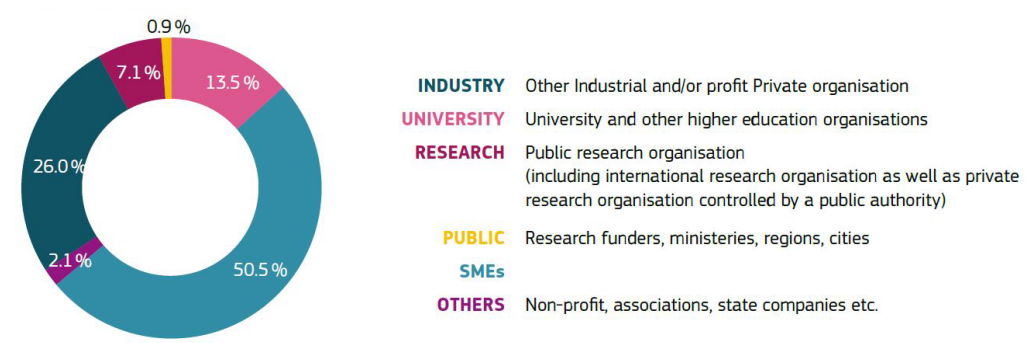 0.9 %
7.1 %
13.5 %
26.0 %
2.1 %
50.5 %
INDUSTRY Other Industrial and/or profit Private organisation
UNIVERSITY University and other higher education organisations
RESEARCH Public research organisation
(including international research organisation as well as private
research organisation controlled by a public authority)
PUBLIC Research funders, ministeries, regions, cities
SMEs
OTHERS Non-profit, associations, state companies etc.